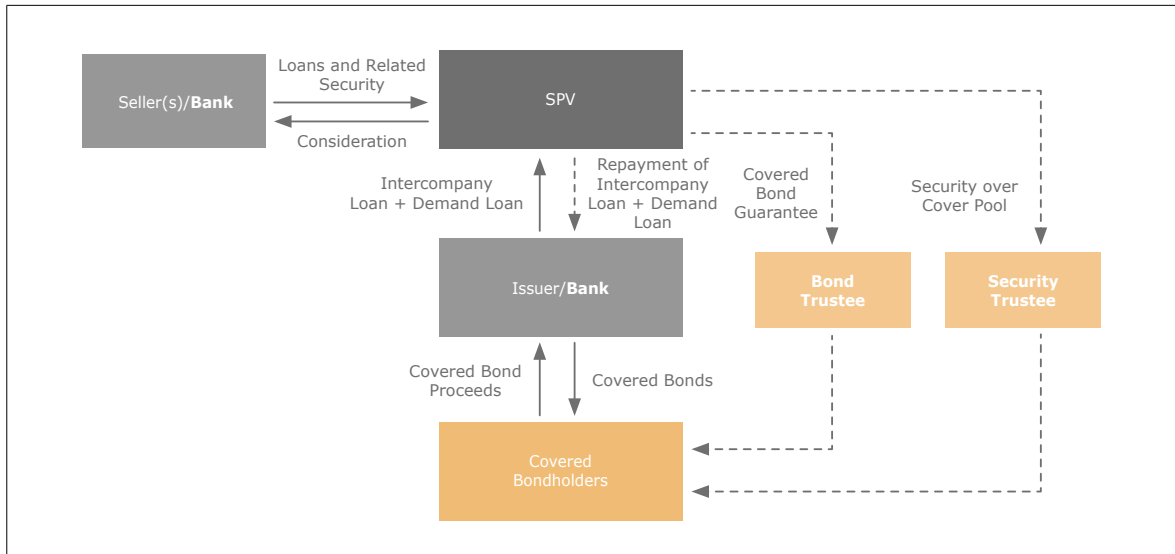 Loans and Related
Security
Seller(s)/Bank
SPV
Consideration
Intercompany
Loan + Demand Loan
Repayment of
Intercompany
Loan + Demand
Loan
Covered
Bond
Guarantee
Security over
Cover Pool
Issuer/Bank
Bond
Trustee
Security
Trustee
Covered Bond
Proceeds
Covered Bonds
Covered
Bondholders